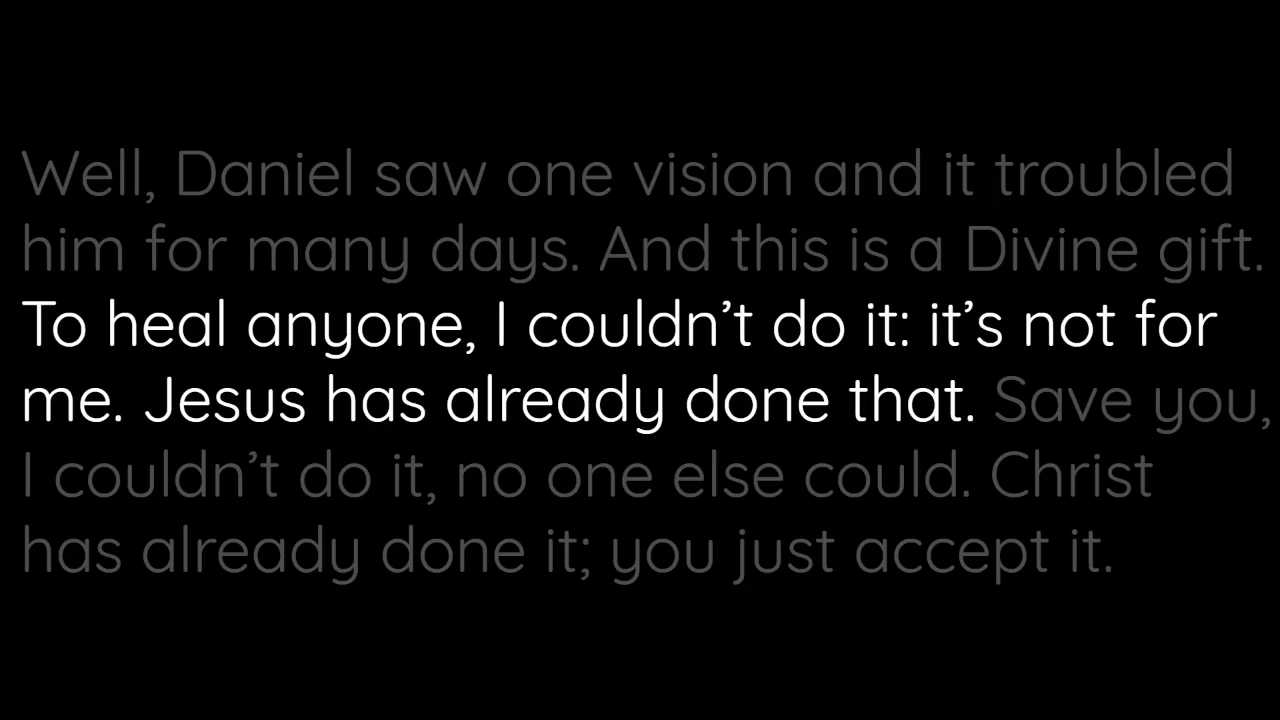 Well, Daniel saw one vision and it troubled
him for many days. And this is a Divine gift.
To heal anyone, I couldn’t do it: it’s not for
me. Jesus has already done that. Save you,
I couldn’t do it, no one else could. Christ
has already done it; you just accept it.